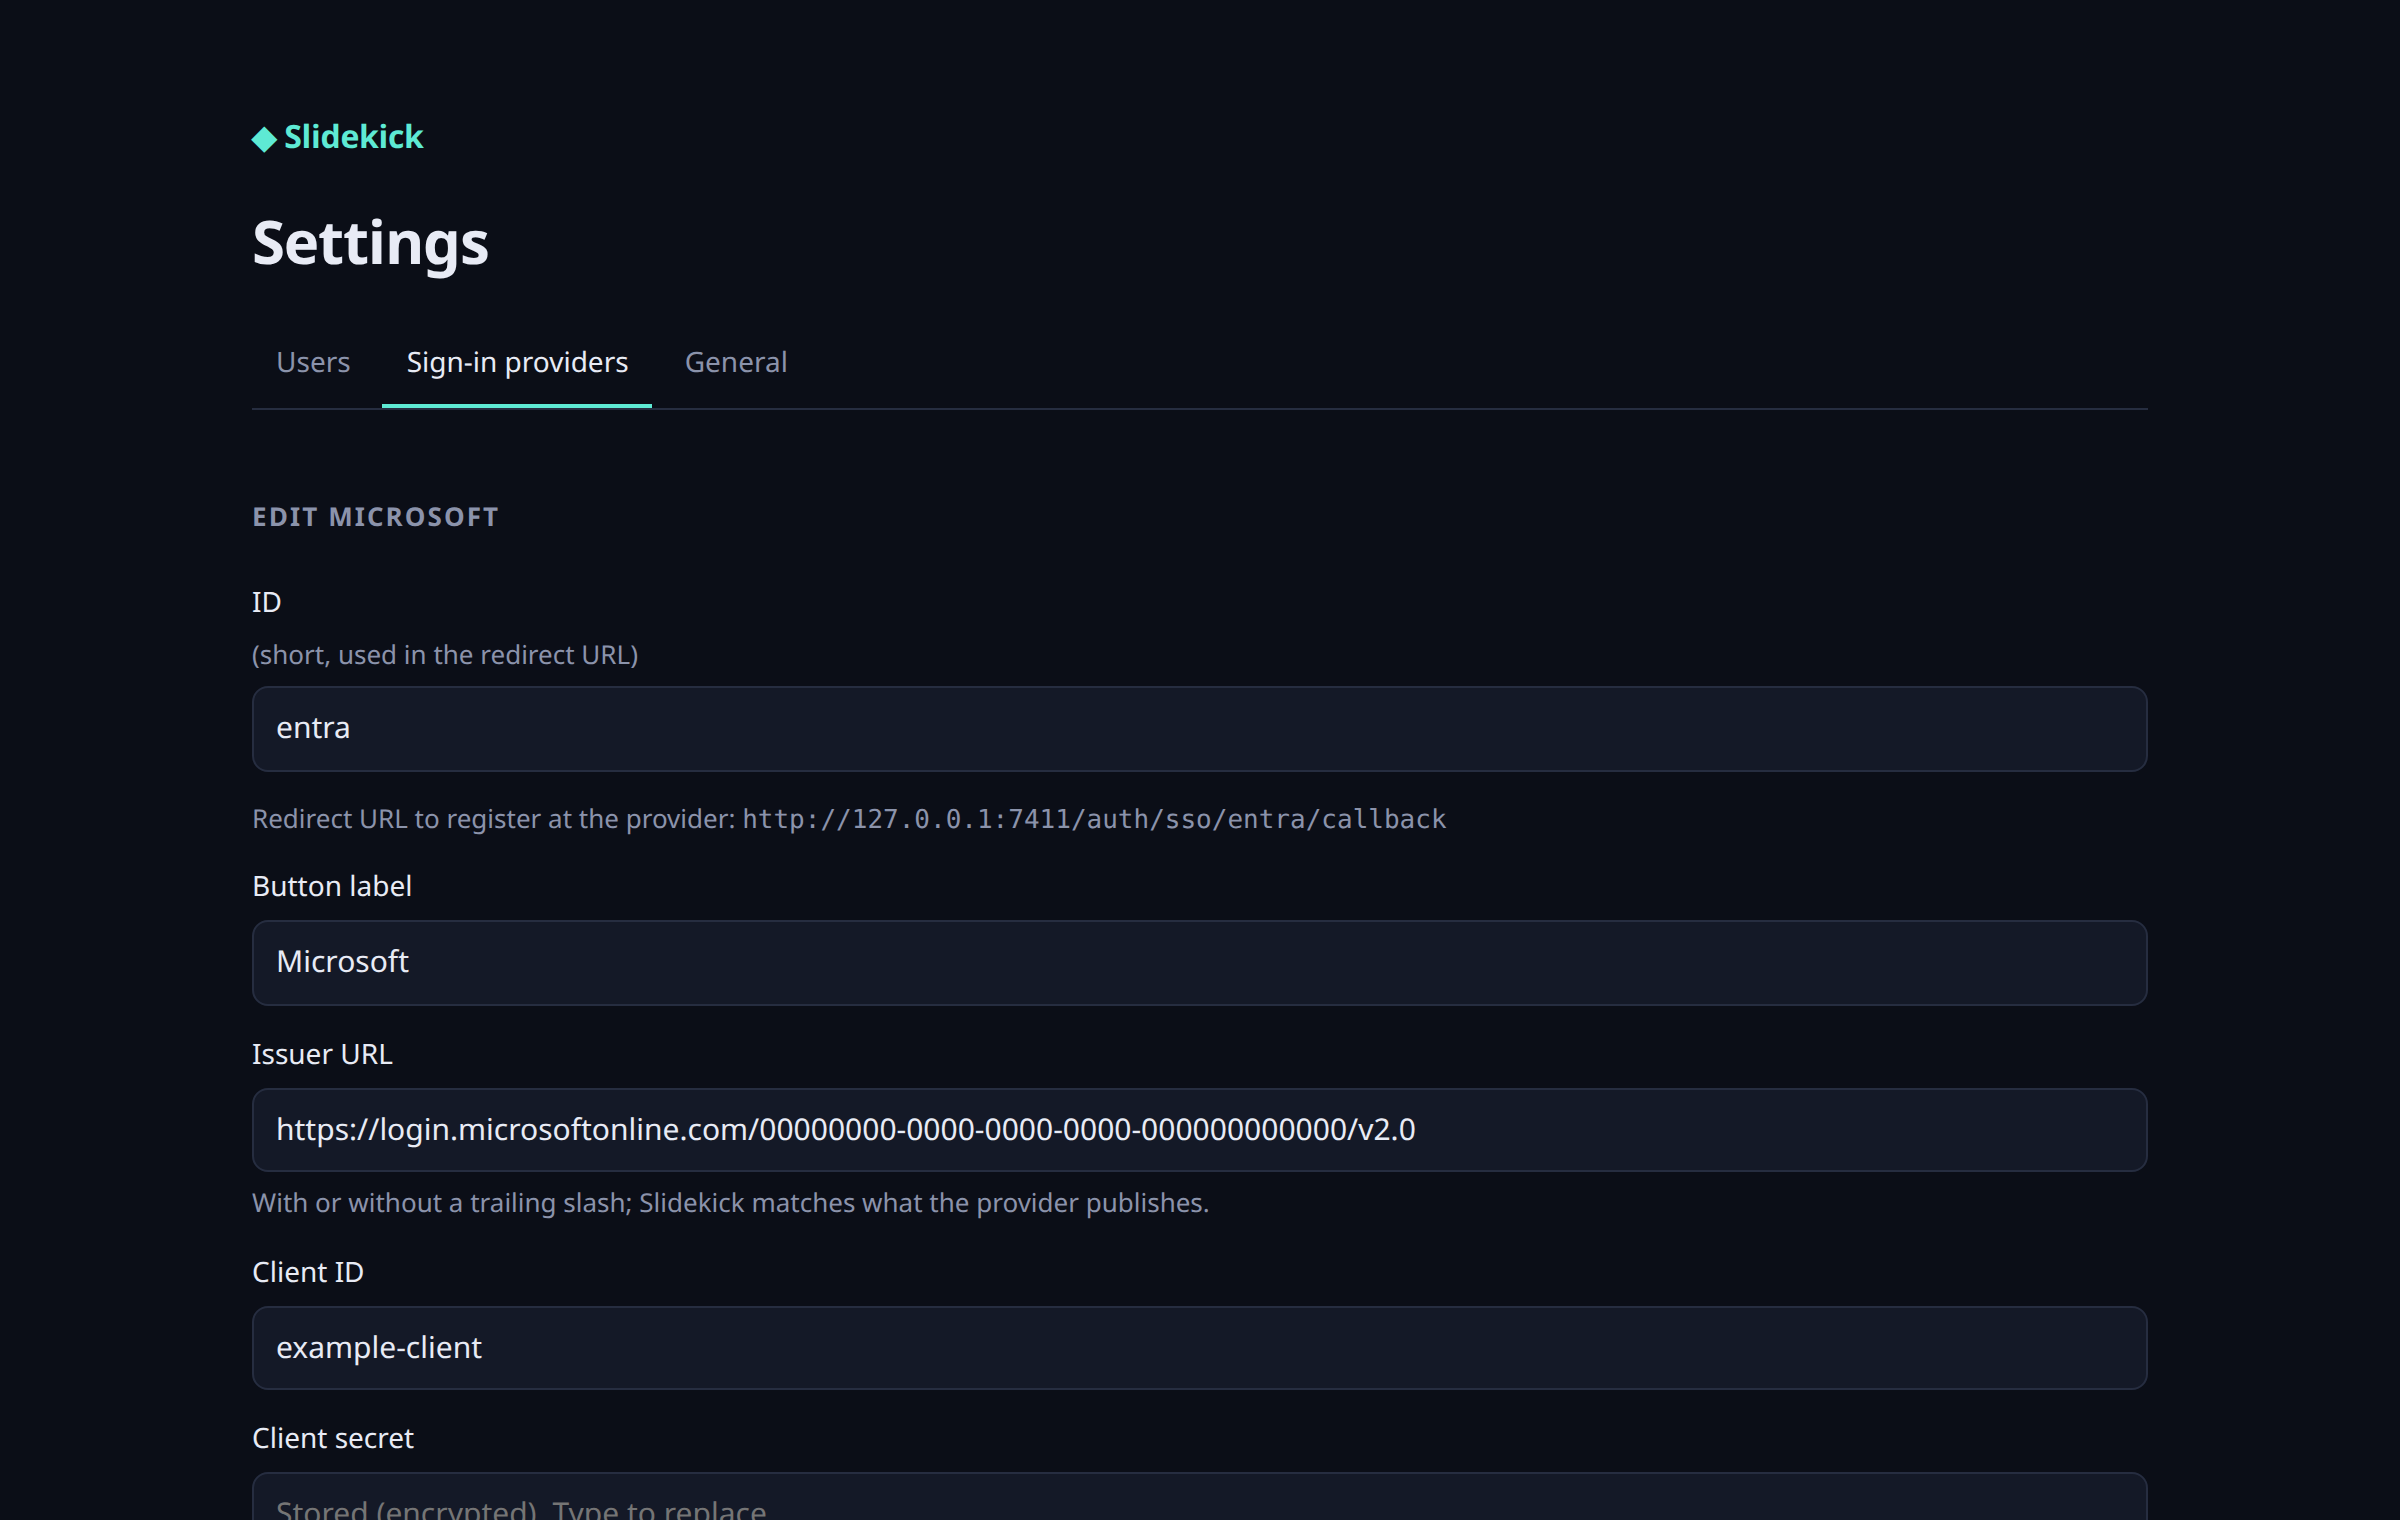 ◆ Slidekick
Settings
Users Sign-in providers General
EDIT MICROSOFT
ID
(short, used in the redirect URL)
entra
Redirect URL to register at the provider: http://127.0.0.1:7411/auth/sso/entra/callback
Button label
Microsoft
Issuer URL
https://login.microsoftonline.com/00000000-0000-0000-0000-000000000000/v2.0
With or without a trailing slash; Slidekick matches what the provider publishes.
Client ID
example-client
Client secret
Stored (encrypted). Type to replace